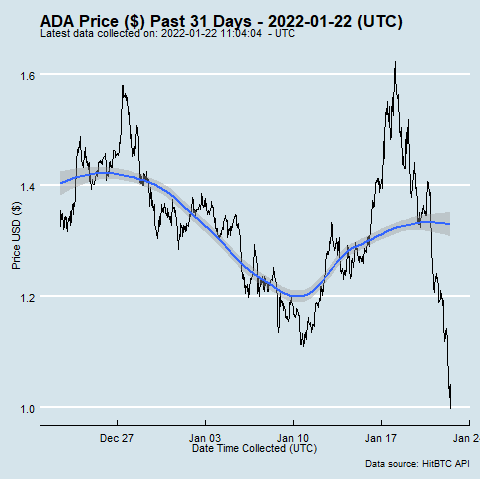 ADA Price ($) Past 31 Days - 2022-01-22 (UTC)
Latest data collected on: 2022-01-22 11:04:04 - UTC
1.6
1.4
1.2
1.0
Price USD ($)
Dec 27
Jan 03
Jan 10
Jan 17
Jan 2
Date Time Collected (UTC)
Data source: HitBTC API